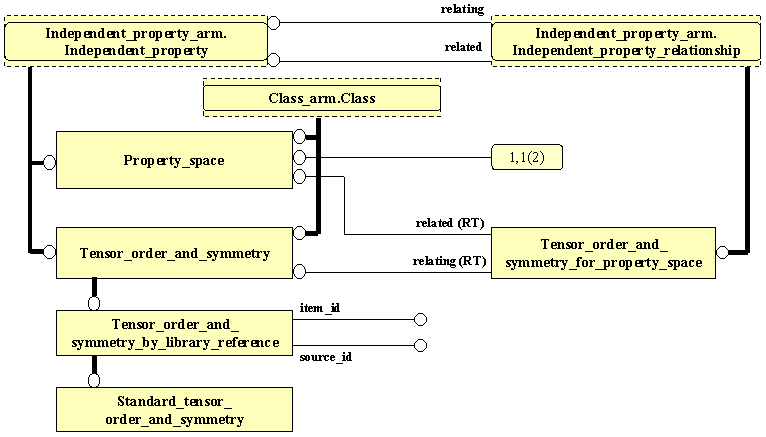 relating
Independent_property_arm.
Independent_property
Independent_property_arm.
Independent_property_relationship
related
Class_arm.Class
Property_space
1,1(2)
related (RT)
Tensor_order_and_symmetry
relating (RT)
Tensor_order_and_
symmetry_for_property_space
item_id
Tensor_order_and_
symmetry_by_library_reference
source_id
Standard_tensor_
order_and_symmetry